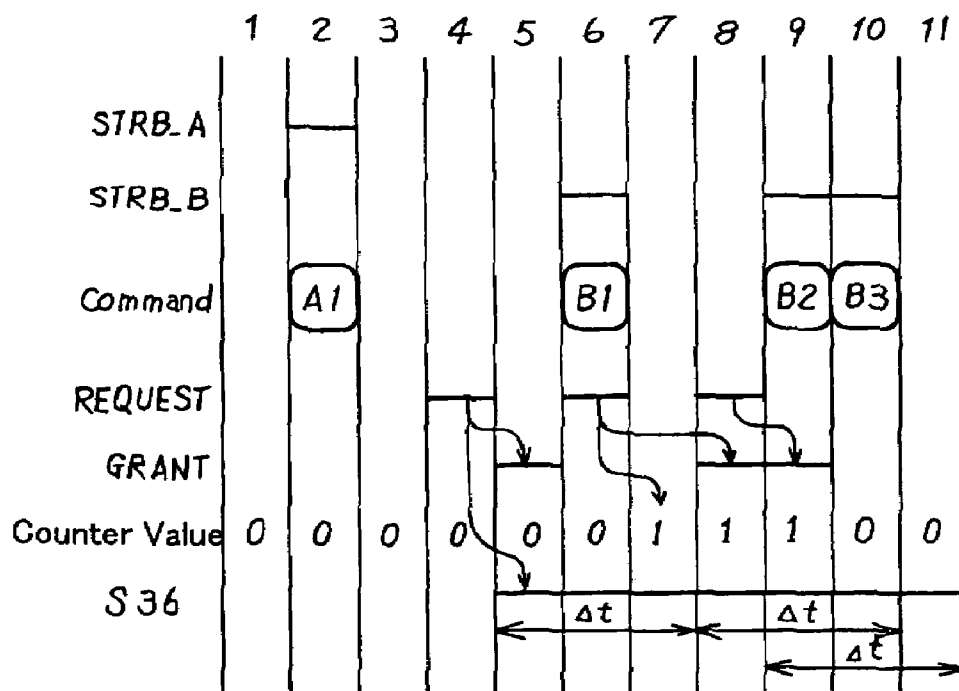 1 2 3 4 5 6 7 8 9 10 11
STRB_A
STRB_B
Command A1 B1 B2 B3
REQUEST
GRANT
Counter Value 0 0 0 0 0 0 1 1 1 0 0
S36
Δt Δt
Δt